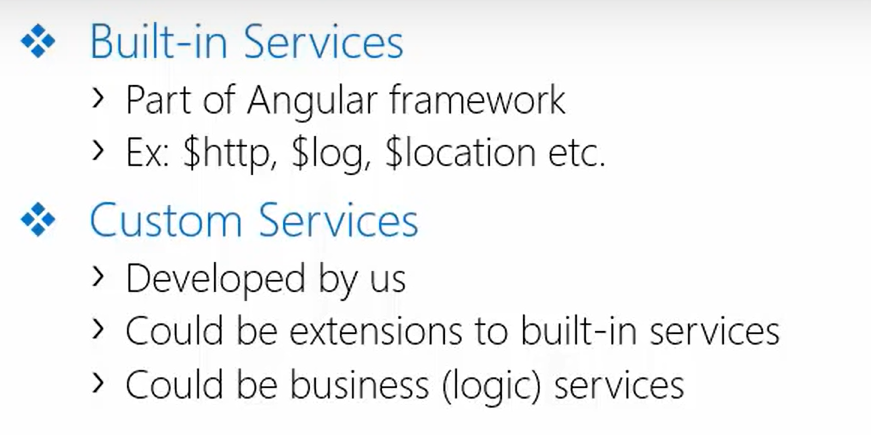 Built-in Services
Part of Angular framework
Ex: $http, $log, $location etc.
Custom Services
Developed by us
Could be extensions to built-in services
Could be business (logic) services